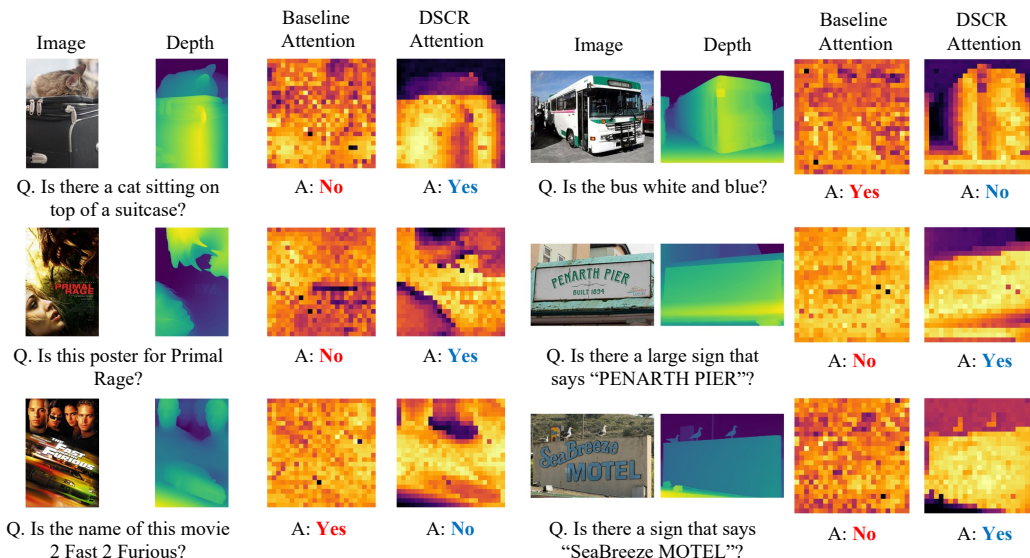 Image
Depth
Baseline
Attention
DSCR
Attention
Q. Is there a cat sitting on
top of a suitcase?
A: No
A: Yes
PRIMAL
RAGE
Q. Is this poster for Primal
Rage?
A: No
A: Yes
THE
FAST
FURIOUS
Q. Is the name of this movie
2 Fast 2 Furious?
A: Yes
A: No
Image
Depth
Baseline
Attention
DSCR
Attention
Q. Is the bus white and blue?
A: Yes
A: No
PENARTH PIER
BUILT 1894
Q. Is there a large sign that
says “PENARTH PIER”?
A: No
A: Yes
SeaBreeze
MOTEL
Q. Is there a sign that says
“SeaBreeze MOTEL”?
A: No
A: Yes